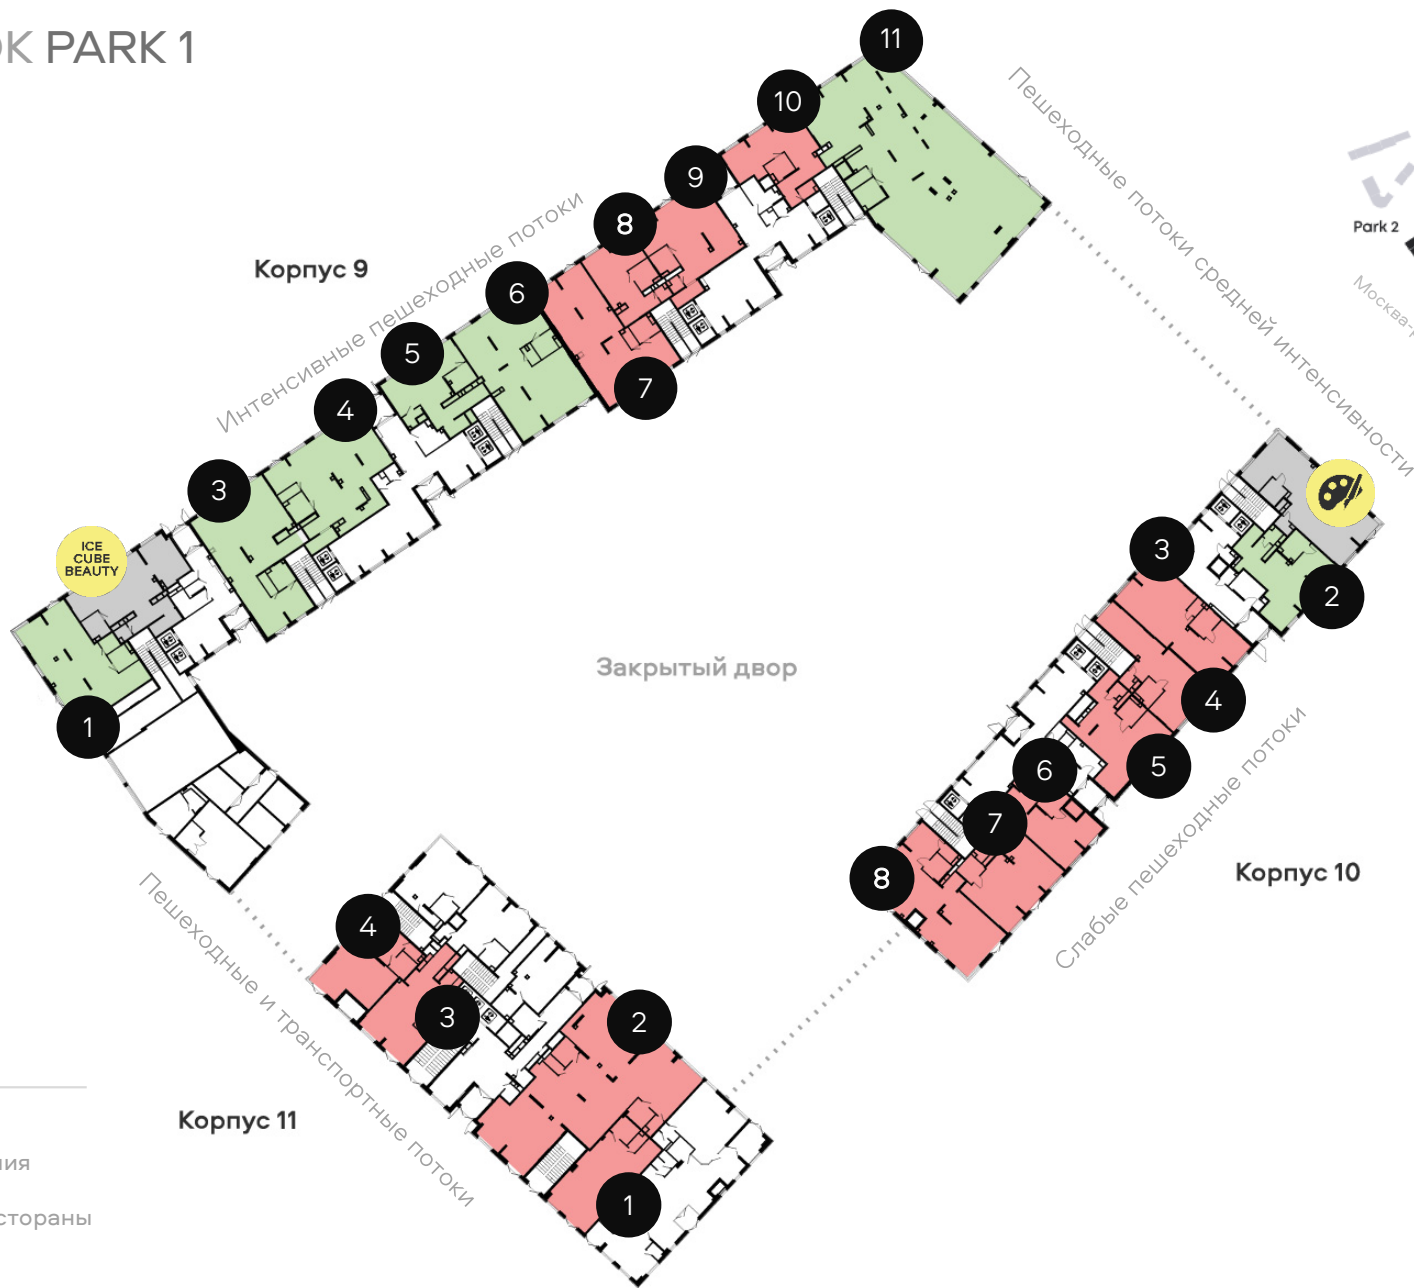 K PARK 1
11
10
9
8
7
6
5
4
3
ICE
CUBE
BEAUTY
1
Корпус 9
Интенсивные пешеходные потоки
Пешеходные потоки средней интенсивности
Park 2
Москва-
Закрытый двор
2
3
4
5
6
7
8
Корпус 10
Слабые пешеходные потоки
4
3
2
1
Корпус 11
Пешеходные и транспортные потоки
ния
стораны